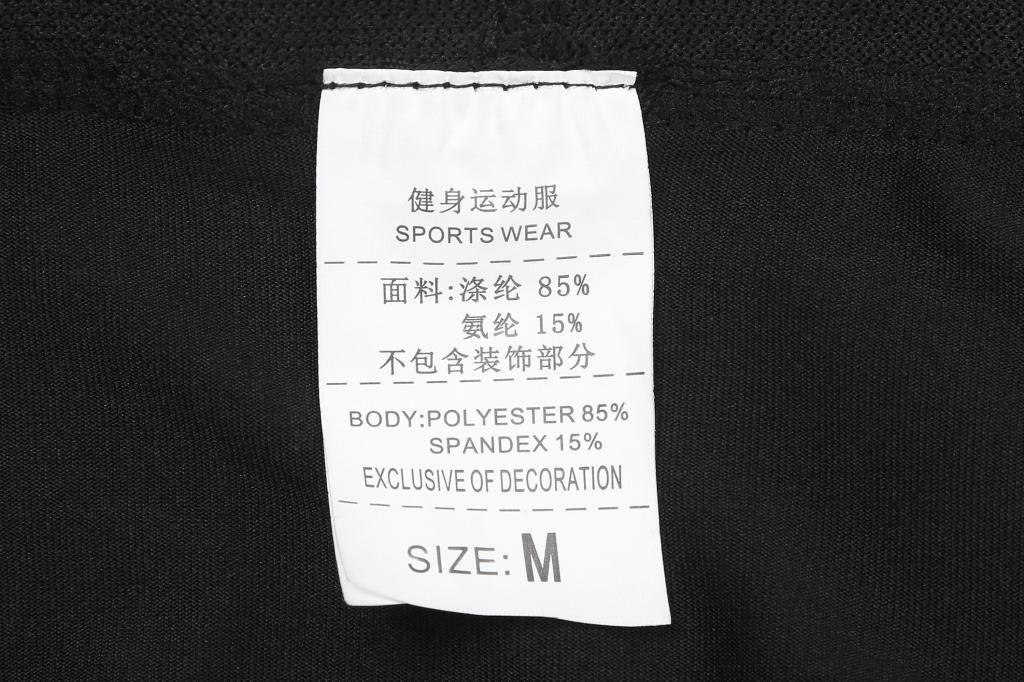 健身运动服
SPORTS WEAR
面料:涤纶 85%
氨纶 15%
不包含装饰部分
BODY:POLYESTER 85%
SPANDEX 15%
EXCLUSIVE OF DECORATION
SIZE: M